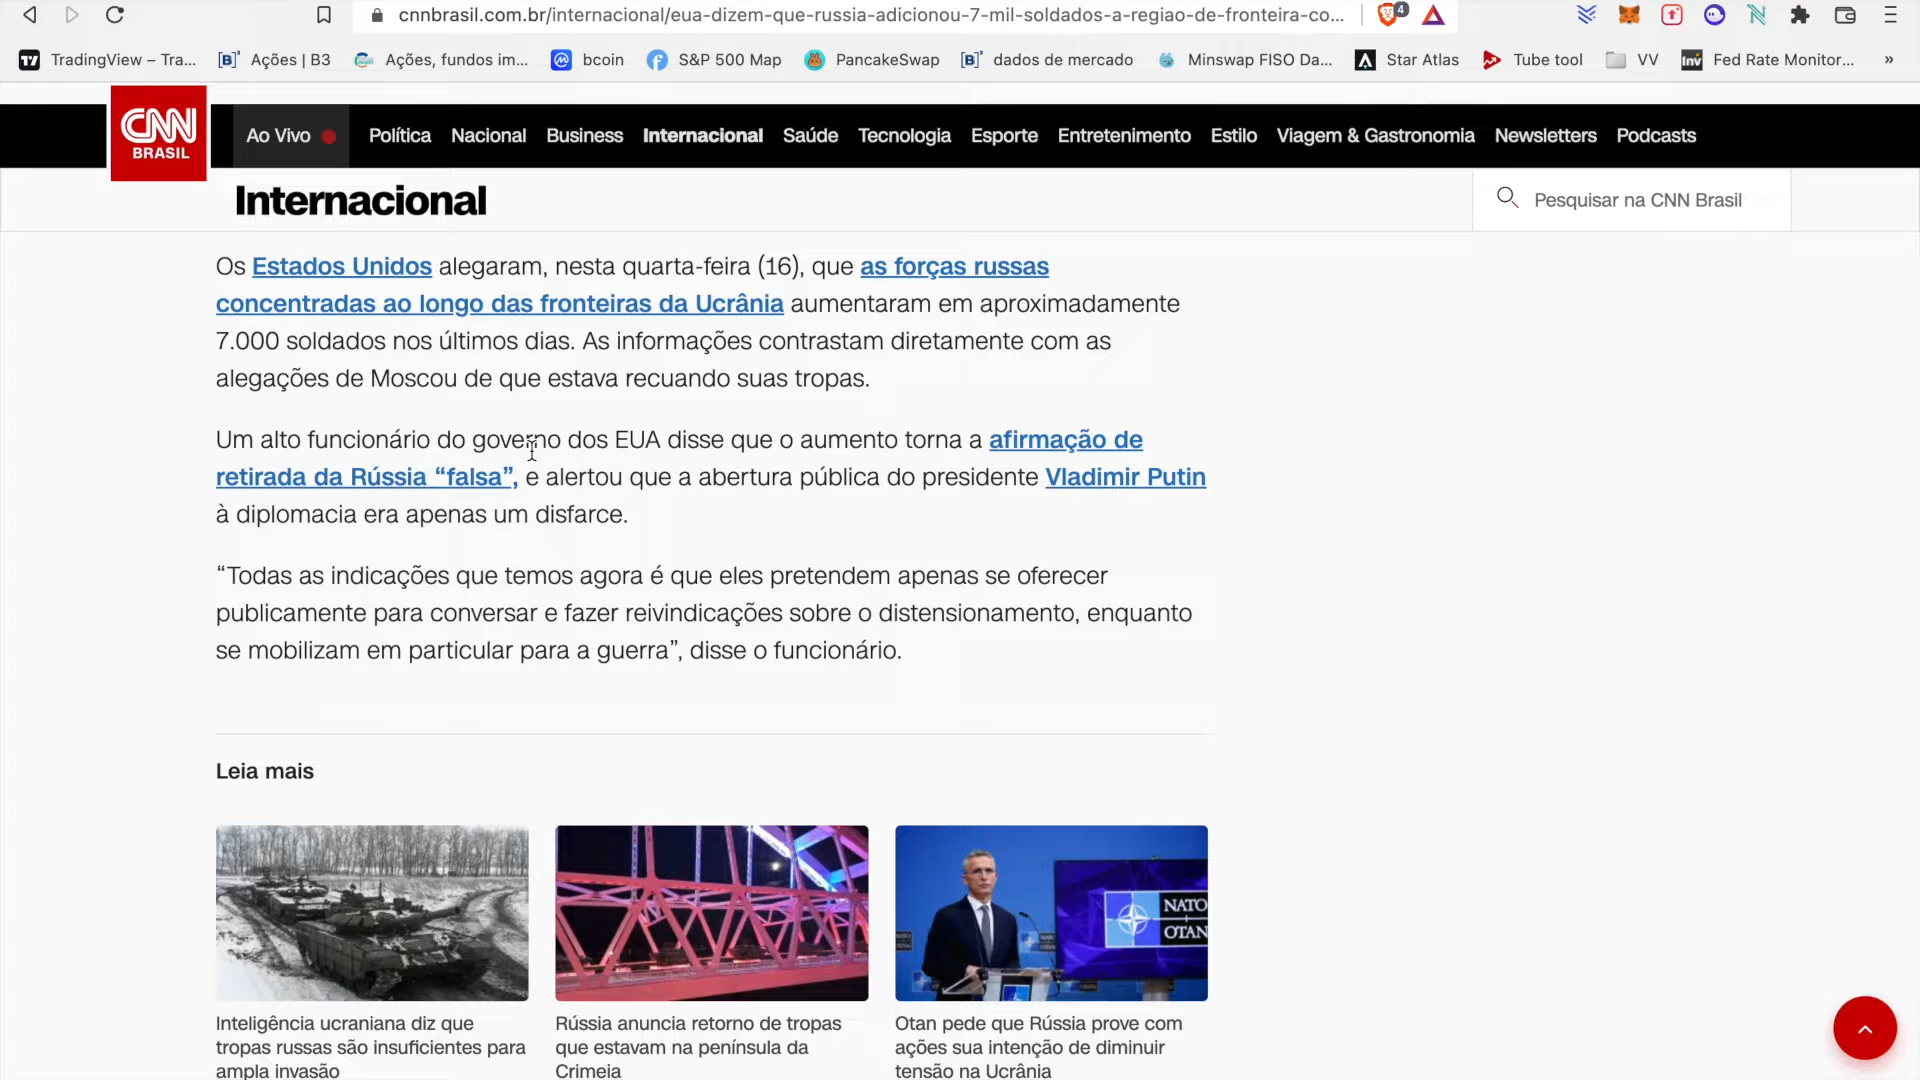 cnnbrasil.com.br/internacional/eua-dizem-que-russia-adicionou-7-mil-soldados-a-regiao-de-fronteira-co...
4
TradingView – Tra...
Ações | B3
Ações, fundos im...
bcoin
S&P 500 Map
PancakeSwap
dados de mercado
Minswap FISO Da...
Star Atlas
Tube tool
VV
Fed Rate Monitor...
»
CNN
BRASIL
Ao Vivo
Política
Nacional
Business
Internacional
Saúde
Tecnologia
Esporte
Entretenimento
Estilo
Viagem & Gastronomia
Newsletters
Podcasts
Internacional
Pesquisar na CNN Brasil
Os Estados Unidos alegaram, nesta quarta-feira (16), que as forças russas
concentradas ao longo das fronteiras da Ucrânia aumentaram em aproximadamente
7.000 soldados nos últimos dias. As informações contrastam diretamente com as
alegações de Moscou de que estava recuando suas tropas.
Um alto funcionário do governo dos EUA disse que o aumento torna a afirmação de
retirada da Rússia “falsa”, e alertou que a abertura pública do presidente Vladimir Putin
à diplomacia era apenas um disfarce.
“Todas as indicações que temos agora é que eles pretendem apenas se oferecer
publicamente para conversar e fazer reivindicações sobre o distensionamento, enquanto
se mobilizam em particular para a guerra”, disse o funcionário.
Leia mais
NATO
OTAN
Inteligência ucraniana diz que
tropas russas são insuficientes para
ampla invasão
Rússia anuncia retorno de tropas
que estavam na península da
Crimeia
Otan pede que Rússia prove com
ações sua intenção de diminuir
tensão na Ucrânia